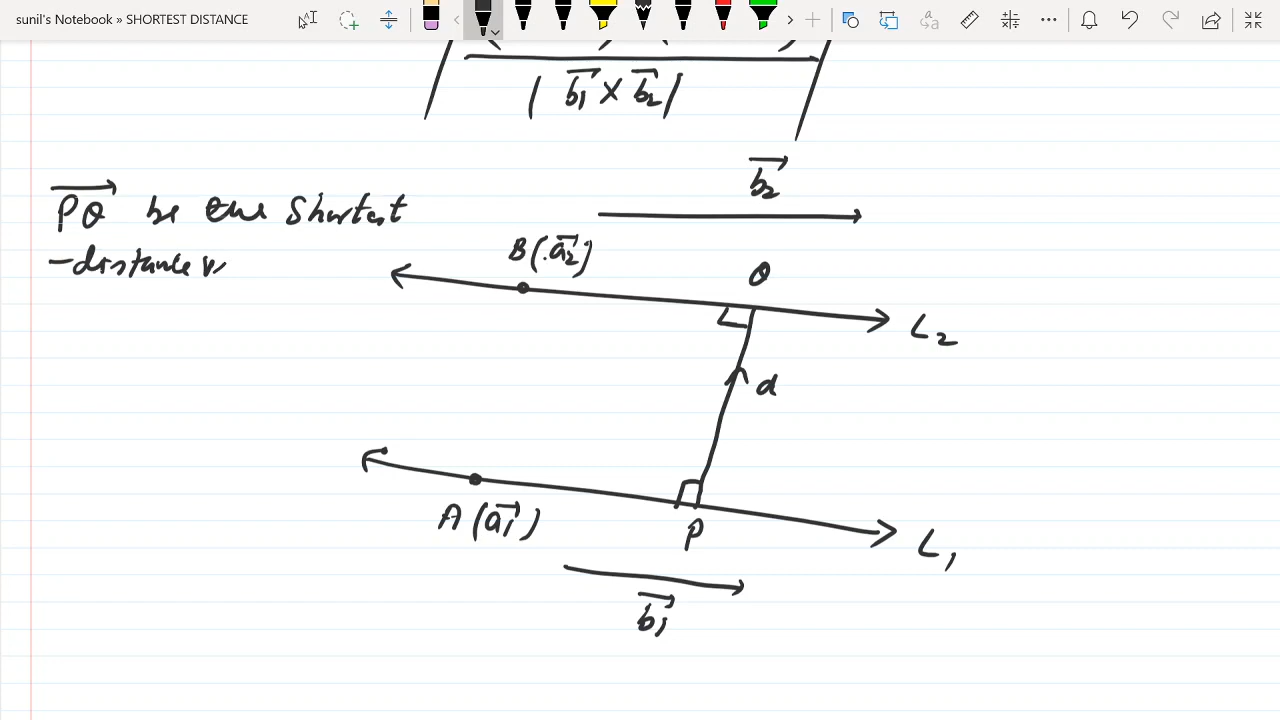 sunil's Notebook » SHORTEST DISTANCE
| b₁ × b₂ |
b₂
PQ be the Shortest
-distance
B(.a₂)
Q
L₂
d
A(a₁)
P
L₁
b₁